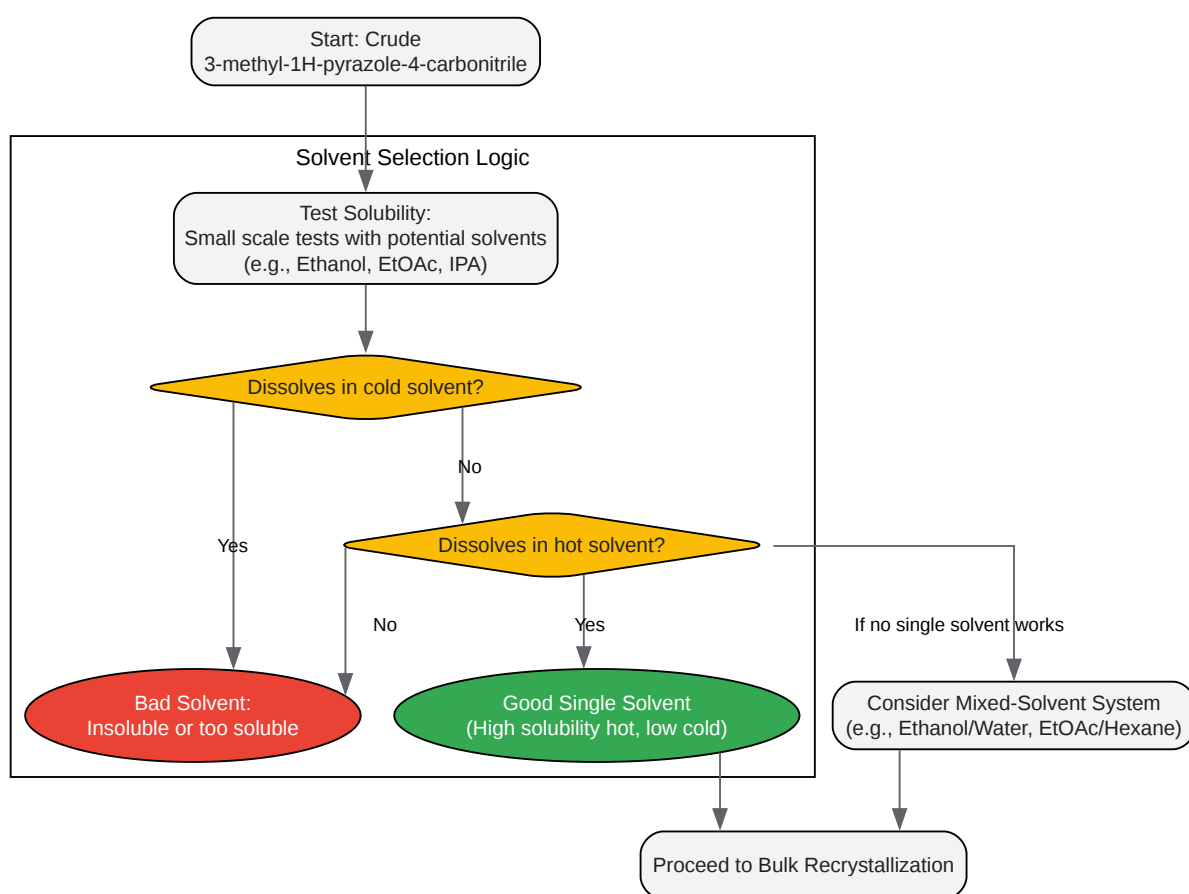 Start: Crude
3-methyl-1H-pyrazole-4-carbonitrile
Solvent Selection Logic
Test Solubility:
Small scale tests with potential solvents
(e.g., Ethanol, EtOAc, IPA)
Dissolves in cold solvent?
No
Yes
Dissolves in hot solvent?
No
Yes
If no single solvent works
Bad Solvent:
Insoluble or too soluble
Good Single Solvent
(High solubility hot, low cold)
Consider Mixed-Solvent System
(e.g., Ethanol/Water, EtOAc/Hexane)
Proceed to Bulk Recrystallization